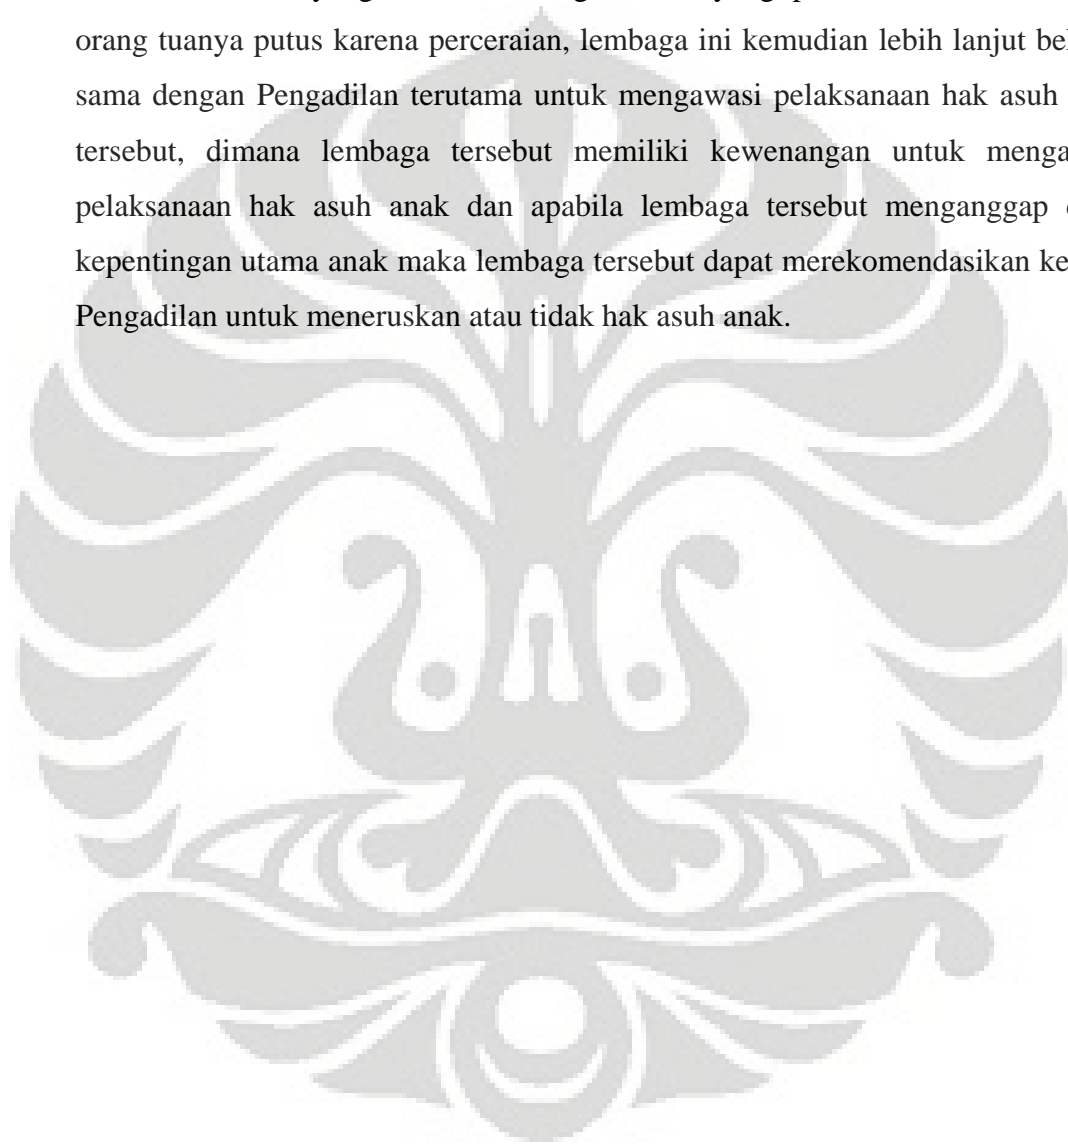 orang tuanya putus karena perceraian, lembaga ini kemudian lebih lanjut
sama dengan Pengadilan terutama untuk mengawasi pelaksanaan hak asuh
tersebut, dimana lembaga tersebut memiliki kewenangan untuk
pelaksanaan hak asuh anak dan apabila lembaga tersebut menganggap
kepentingan utama anak maka lembaga tersebut dapat merekomendasikan
Pengadilan untuk meneruskan atau tidak hak asuh anak.